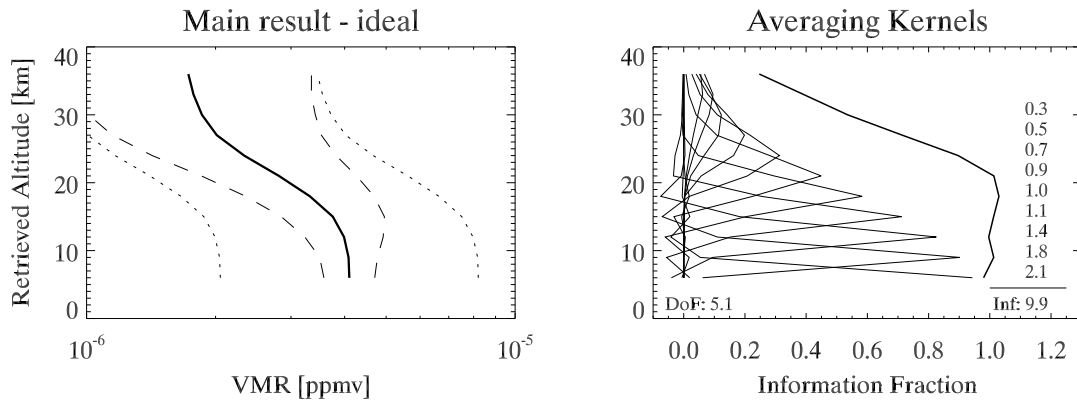 Main result - ideal
Retrieved Altitude [km]
40
30
20
10
0
10-6
10-5
VMR [ppmv]
Averaging Kernels
40
30
20
10
0
0.3
0.5
0.7
0.9
1.0
1.1
1.4
1.8
2.1
DoF: 5.1
Inf: 9.9
0.0 0.2 0.4 0.6 0.8 1.0 1.2
Information Fraction